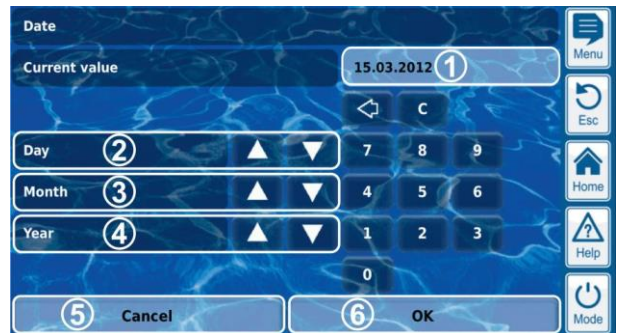 Date
Menu
Current value
15.03.2012 ①
C
Esc
Day ②
7 8 9
Month ③
4 5 6
Home
Year ④
1 2 3
Help
0
⑤ Cancel
⑥ OK
Mode